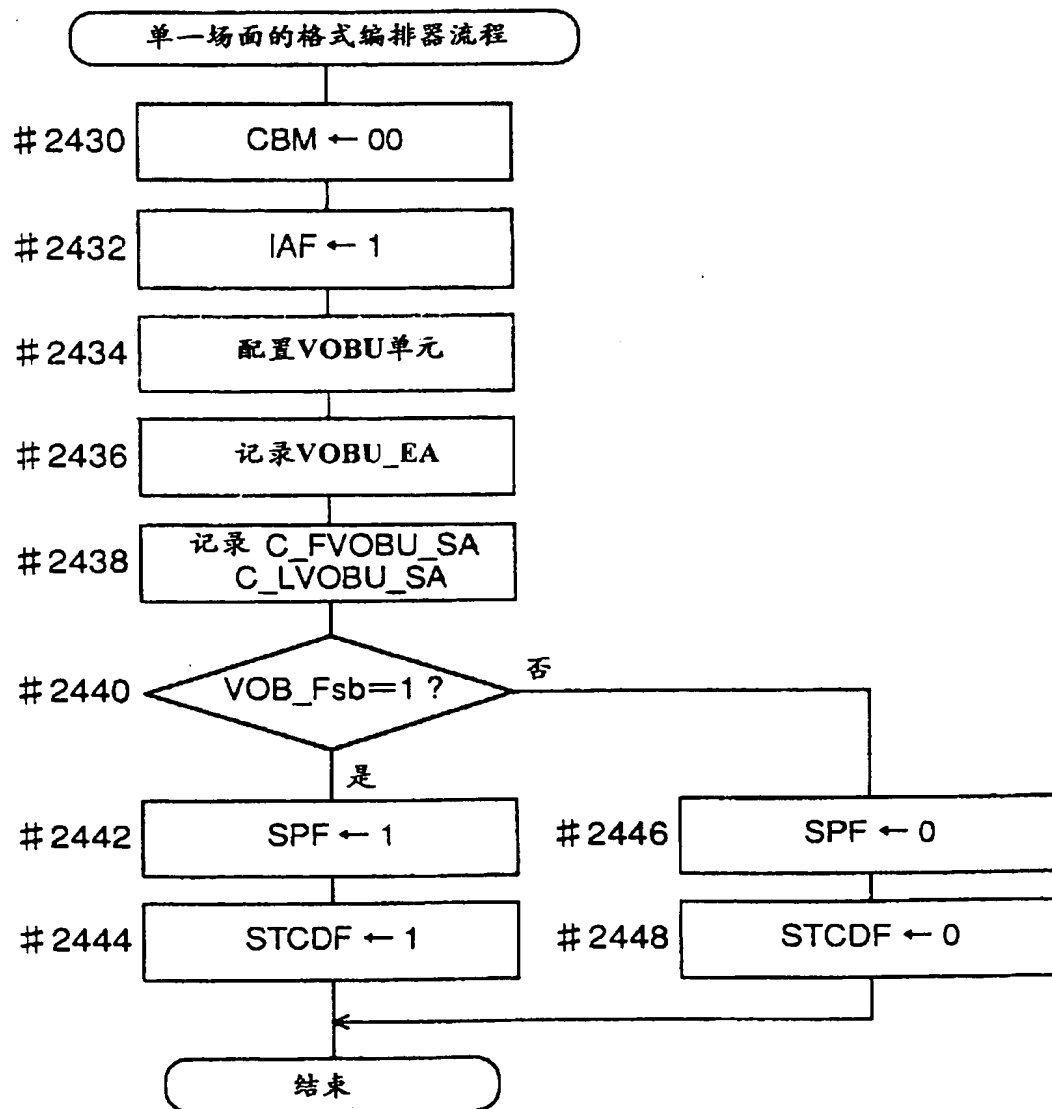 单一场面的格式编排器流程
#2430 CBM ← 00
#2432 IAF ← 1
#2434 配置VOBU单元
#2436 记录VOBU_EA
#2438 记录 C_FVOBU_SA
C_LVOBU_SA
#2440 VOB_Fsb=1?
否
是
#2442 SPF ← 1
#2446 SPF ← 0
#2444 STCDF ← 1
#2448 STCDF ← 0
结束